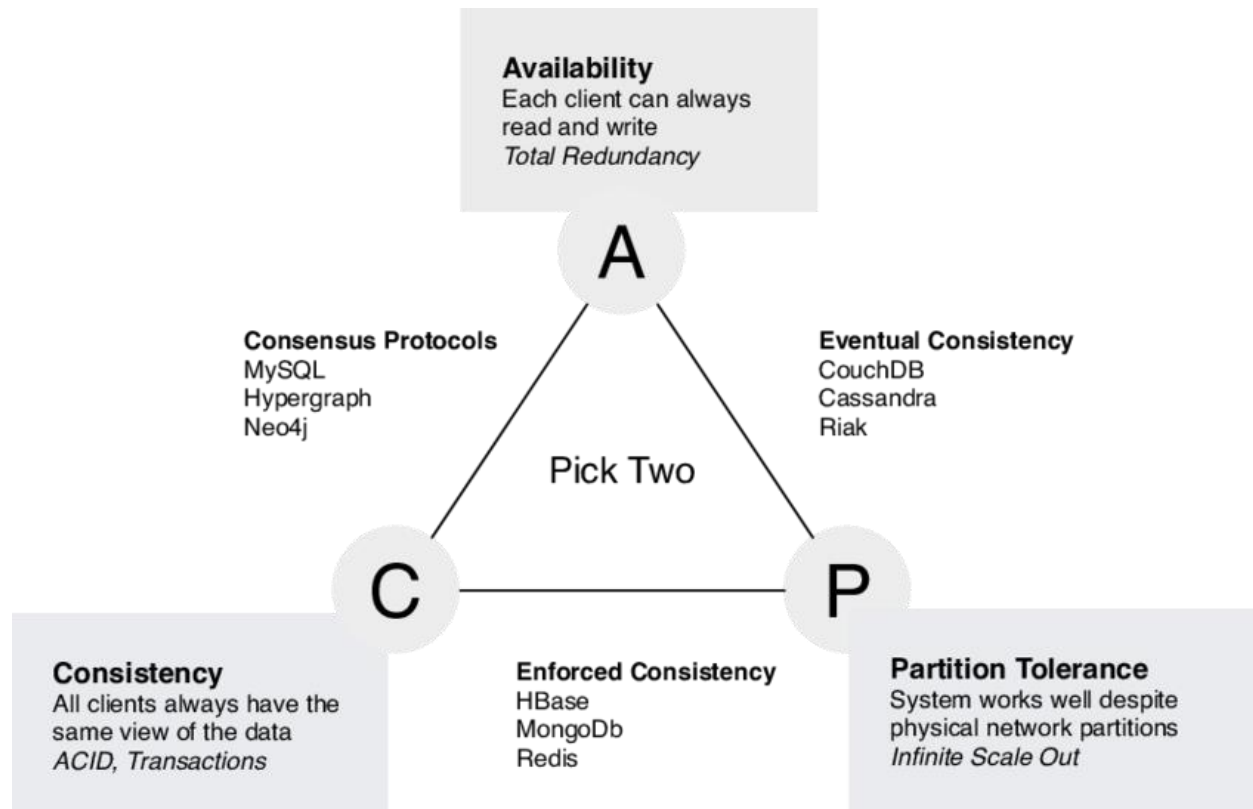 Availability
Each client can always
read and write
Total Redundancy
A
Consensus Protocols
MySQL
Hypergraph
Neo4j
Eventual Consistency
CouchDB
Cassandra
Riak
Pick Two
C
P
Consistency
All clients always have the
same view of the data
ACID, Transactions
Enforced Consistency
HBase
MongoDb
Redis
Partition Tolerance
System works well despite
physical network partitions
Infinite Scale Out